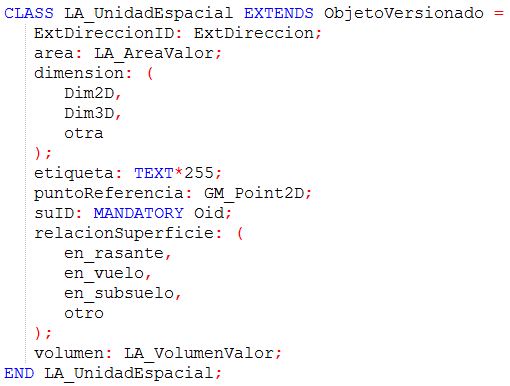 CLASS LA_UnidadEspacial EXTENDS ObjetoVersionado =
ExtDireccionID: ExtDireccion;
area: LA_AreaValor;
dimension: (
Dim2D,
Dim3D,
otra
);
etiqueta: TEXT*255;
puntoReferencia: GM_Point2D;
suID: MANDATORY Oid;
relacionSuperficie: (
en_rasante,
en_vuelo,
en_subsuelo,
otro
);
volumen: LA_VolumenValor;
END LA_UnidadEspacial;